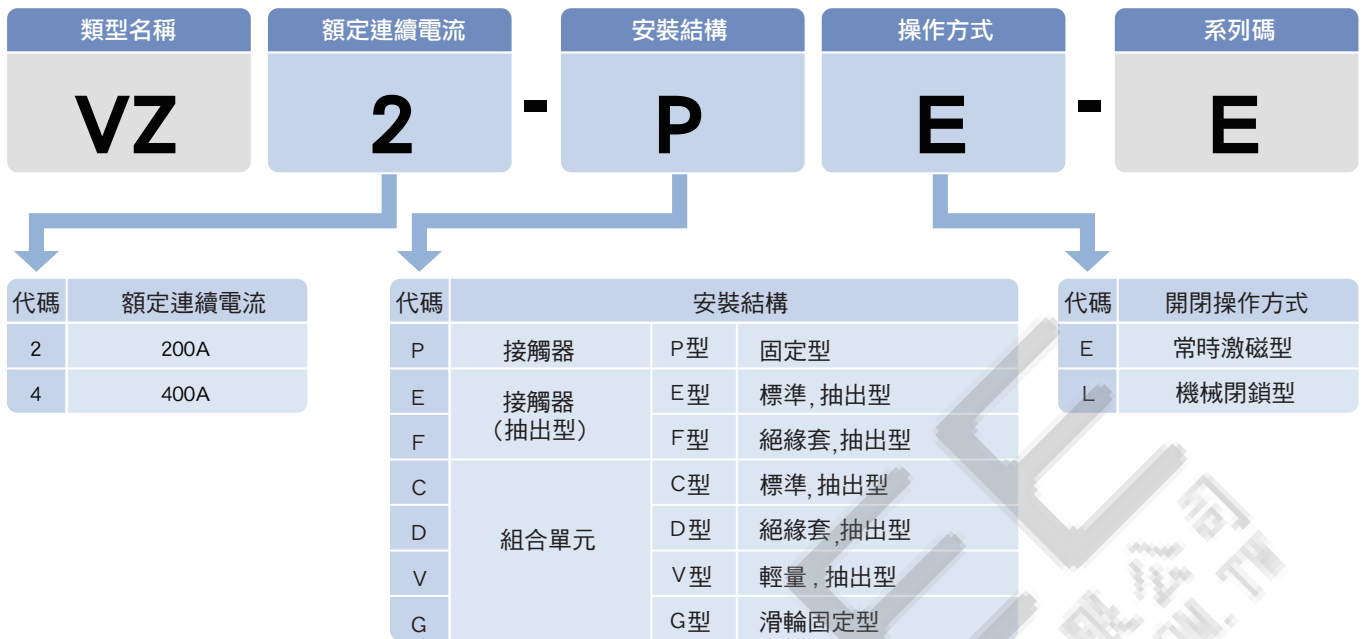 類型名稱 額定連續電流 安裝結構 操作方式 系列碼
VZ 2 - P E - E
代碼 額定連續電流
2 200A
4 400A
代碼 安裝結構
P 接觸器 P型 固定型
E 接觸器（抽出型） E型 標準, 抽出型
F F型 絕緣套,抽出型
C 組合單元 C型 標準, 抽出型
D D型 絕緣套,抽出型
V V型 輕量 , 抽出型
G G型 滑輪固定型
代碼 開閉操作方式
E 常時激磁型
L 機械閉鎖型